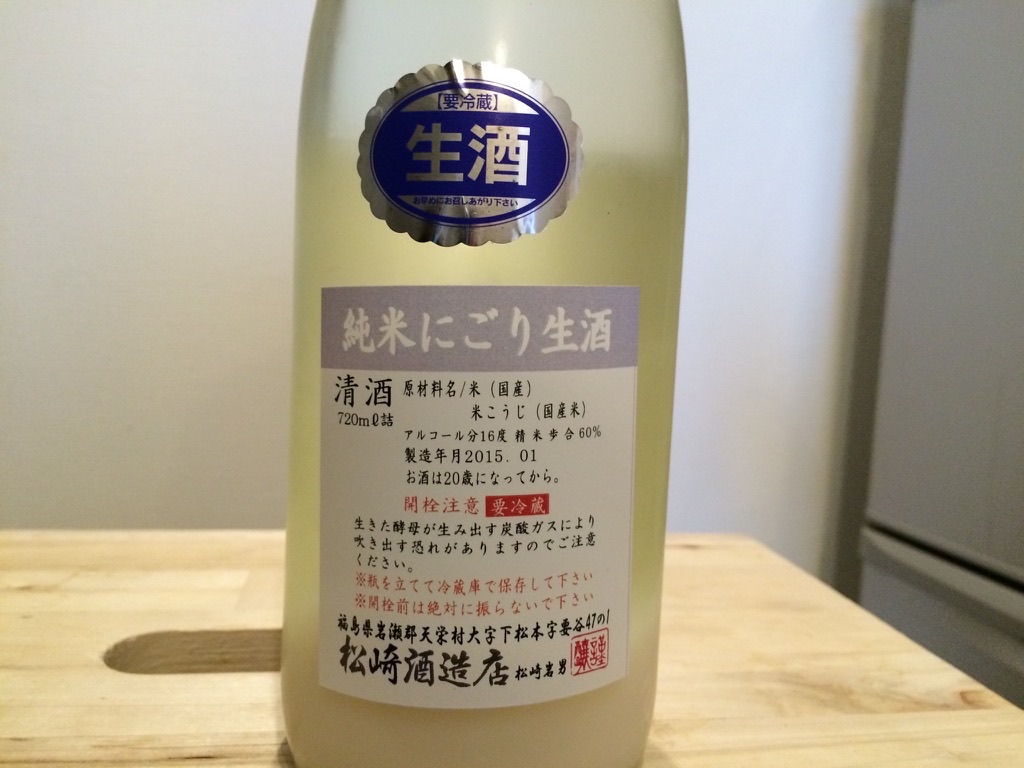 【要冷蔵】
生酒
お早めにお召しあがり下さい
純米にごり生酒
清酒
720mℓ詰
原材料名/米（国産）
米こうじ（国産米）
アルコール分16度 精米歩合60%
製造年月2015. 01
お酒は20歳になってから。
開栓注意 要冷蔵
生きた酵母が生み出す炭酸ガスにより
吹き出す恐れがありますのでご注意
ください。
※瓶を立てて冷蔵庫で保存して下さい
※開栓前は絶対に振らないで下さい
福島県岩瀬郡天栄村大字下松本字要谷47の1
松崎酒造店 松崎岩男 謹醸